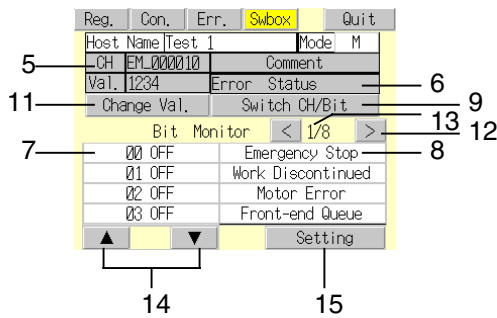 Reg. Con. Err. Swbox Quit
Host Name Test 1 Mode M
5 CH EM_000010 Comment
Val. 1234 Error Status 6
11 Change Val. Switch CH/Bit 9
Bit Monitor < 1/8 > 13 12
7 00 OFF Emergency Stop 8
01 OFF Work Discontinued
02 OFF Motor Error
03 OFF Front-end Queue
▲ ▼ Setting
14 15